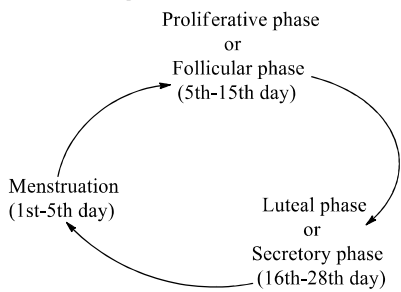 Proliferative phase
or
Follicular phase
(5th-15th day)
Menstruation
(1st-5th day)
Luteal phase
or
Secretory phase
(16th-28th day)